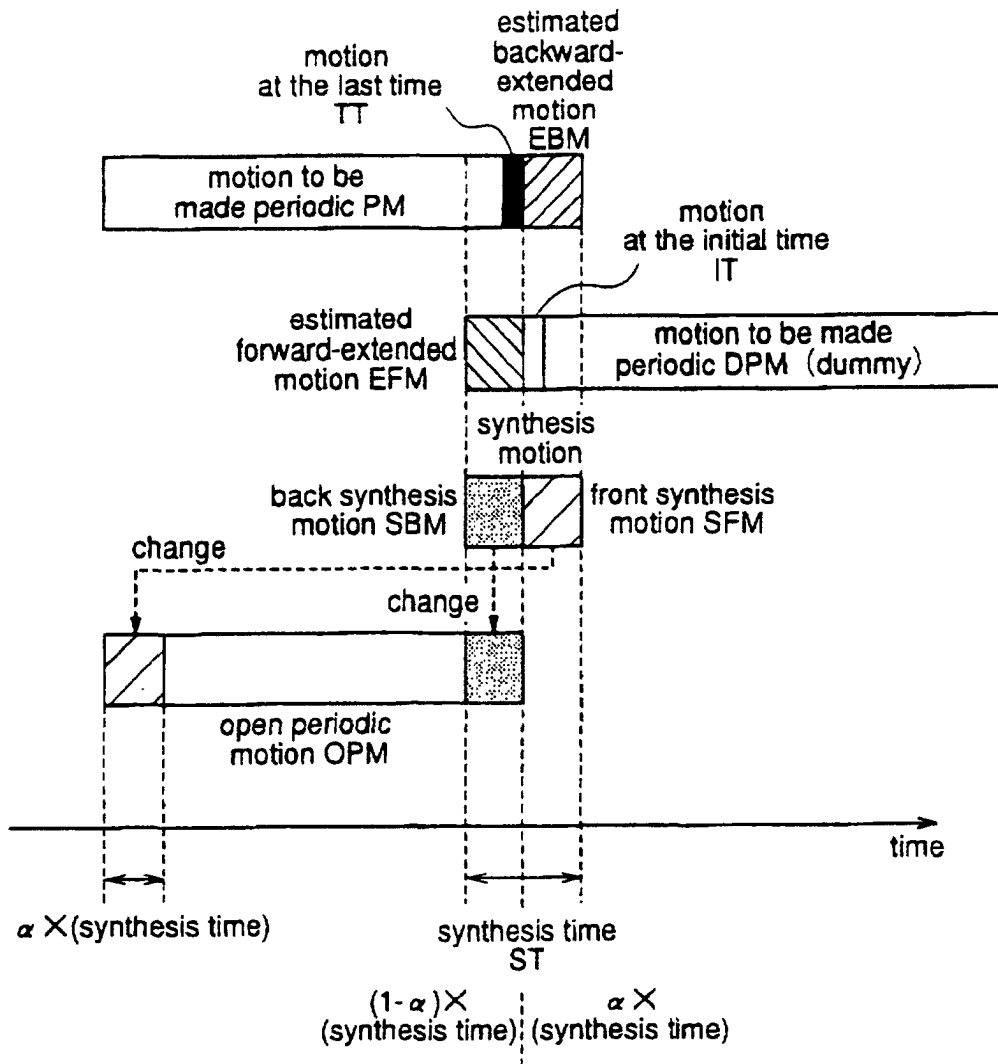 estimated
backward-
extended
motion
EBM
motion
at the last time
TT
motion to be
made periodic PM
motion
at the initial time
IT
estimated
forward-extended
motion EFM
motion to be made
periodic DPM (dummy)
synthesis
motion
back synthesis
motion SBM
front synthesis
motion SFM
change
change
open periodic
motion OPM
time
α×(synthesis time)
synthesis time
ST
(1-α)×
(synthesis time)
α×
(synthesis time)